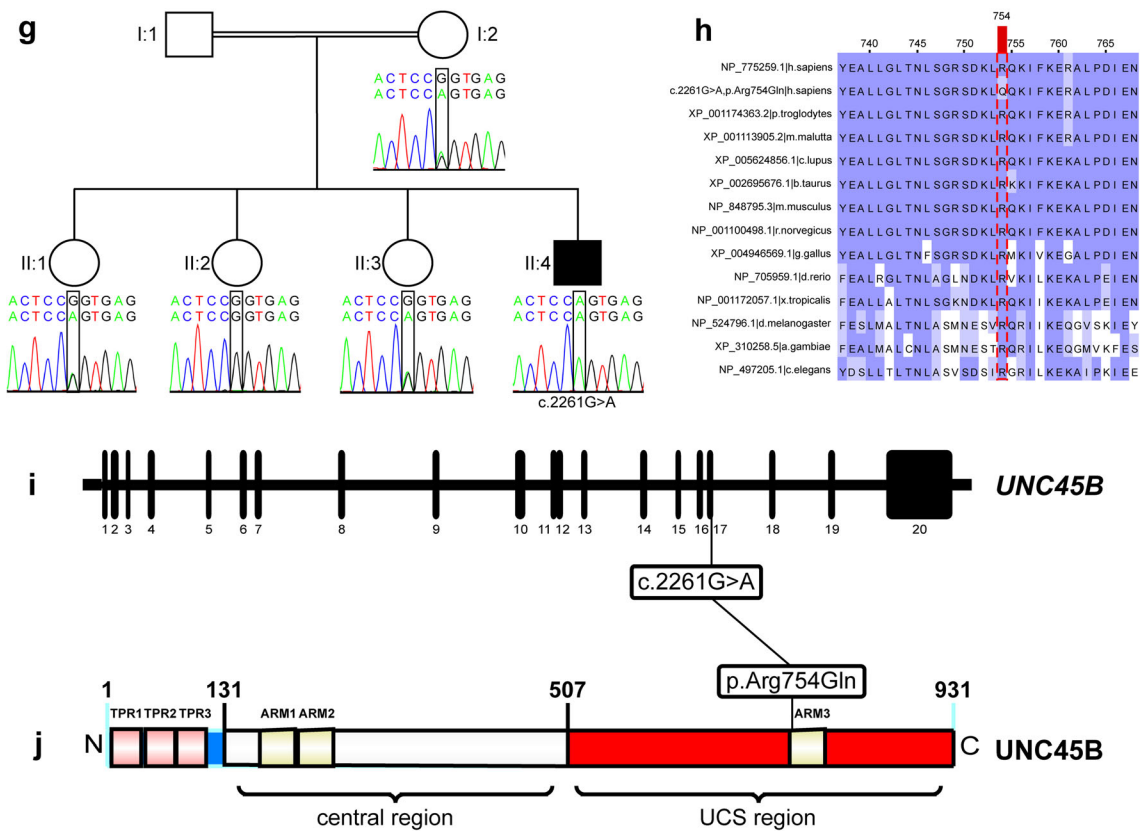 g
I:1
I:2
ACTCCGGTGAG
ACTCCAGTGAG
II:1
II:2
II:3
II:4
ACTCCGGTGAG
ACTCCAGTGAG
ACTCCGGTGAG
ACTCCGGTGAG
ACTCCGGTGAG
ACTCCAGTGAG
ACTCCAGTGAG
ACTCCAGTGAG
c.2261G>A
h
754
740 745 750 755 760 765
NP_775259.1|h.sapiens YEALLGLTNLSGRSDKLRQKIFKERALPDIEN
c.2261G>A,p.Arg754Gln|h.sapiens YEALLGLTNLSGRSDKLQQKIFKERALPDIEN
XP_001174363.2|p.troglodytes YEALLGLTNLSGRSDKLRQKIFKERALPDIEN
XP_001113905.2|m.malutta YEALLGLTNLSGRSDKLRQKIFKERALPDIEN
XP_005624856.1|c.lupus YEALLGLTNLSGRSDKLRQKIFKEKALPDIEN
XP_002695676.1|b.taurus YEALLGLTNLSGRSDKLRKKIFKEKALPDIEN
NP_848795.3|m.musculus YEALLGLTNLSGRSDKLRQKIFKEKALPDIEN
NP_001100498.1|r.norvegicus YEALLGLTNLSGRSDKLRQKIFKEKALPDIEN
XP_004946569.1|g.gallus YEALLGLTNFSGRSDKLRMKIVKEGALPDIEN
NP_705959.1|d.rerio FEALRGLTNLAGLNDKLRVKILKEKALPDIEN
NP_001172057.1|x.tropicalis FEALLALTNLSGKNDKLRQKIIKEKALPEIEN
NP_524796.1|d.melanogaster FESLMALTNLASMNESVRQRIIKEQGVSKIEY
XP_310258.5|a.gambiae FEALMALCNLASMNESTRQRILKEQGMVKFES
NP_497205.1|c.elegans YDSLLTLTNLASVSDSIRGRILKEKAIPKIEE
i
UNC45B
1 2 3 4 5 6 7 8 9 10 11 12 13 14 15 16 17 18 19 20
c.2261G>A
p.Arg754Gln
1 131 507 931
TPR1 TPR2 TPR3 ARM1 ARM2 ARM3
j
N
C
UNC45B
central region
UCS region